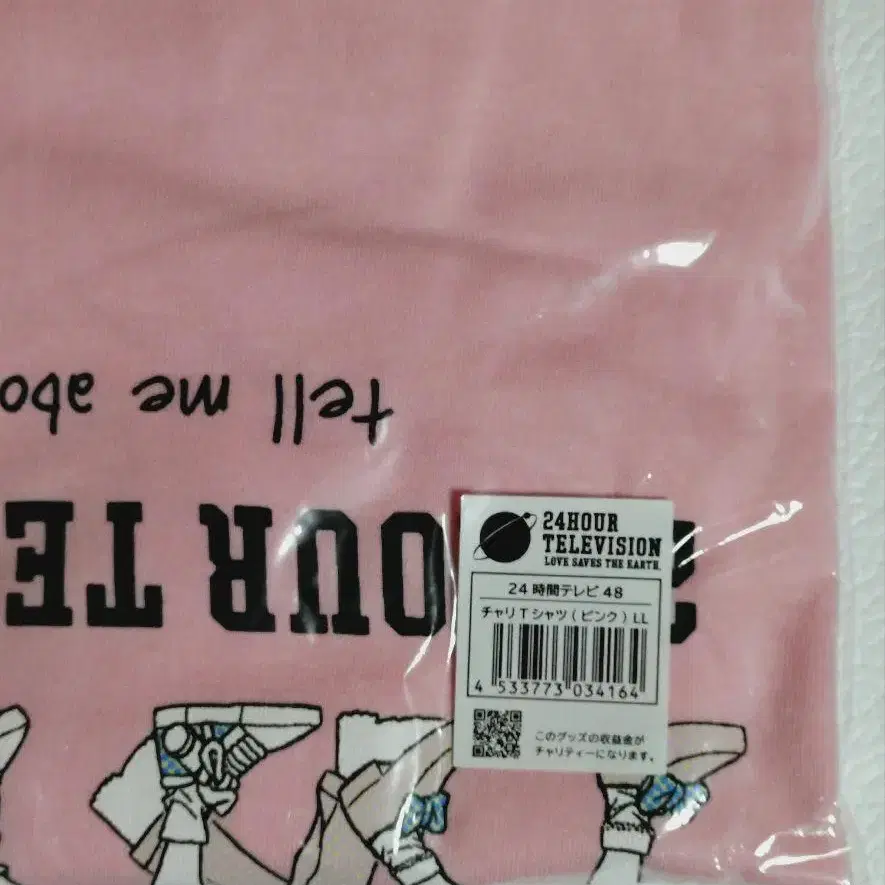 tell me abo
OUR TE
24HOUR
TELEVISION
LOVE SAVES THE EARTH.
24時間テレビ48
チャリTシャツ(ピンク)LL
4 533773 034164
このグッズの収益金が
チャリティーになります。